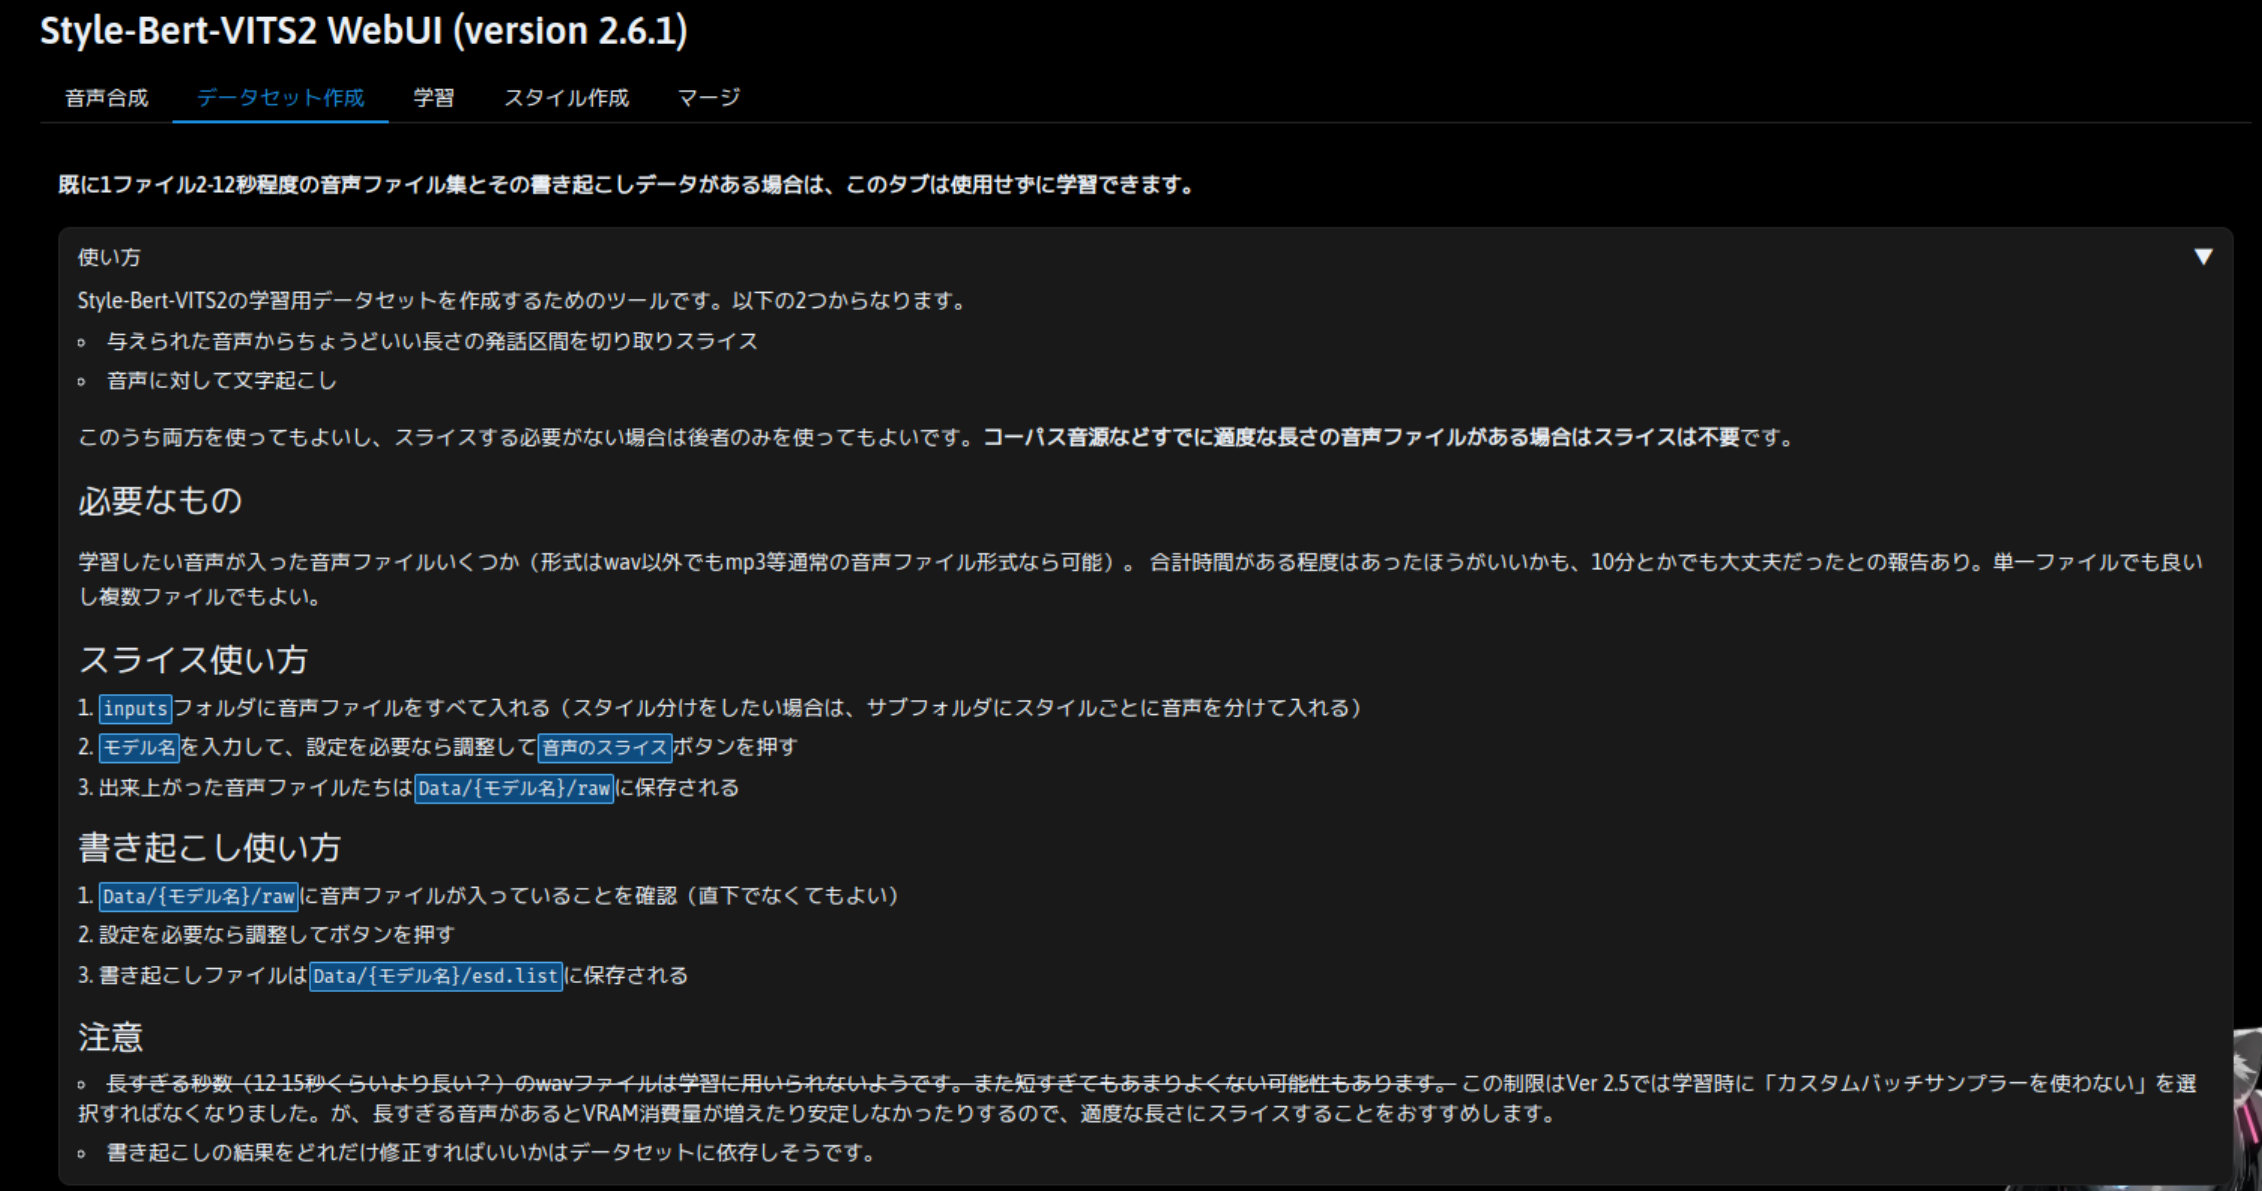 Style-Bert-VITS2 WebUI (version 2.6.1)
音声合成 データセット作成 学習 スタイル作成 マージ
既に1ファイル2-12秒程度の音声ファイル集とその書き起こしデータがある場合は、このタブは使用せずに学習できます。
使い方 ▼
Style-Bert-VITS2の学習用データセットを作成するためのツールです。以下の2つからなります。
◦ 与えられた音声からちょうどいい長さの発話区間を切り取りスライス
◦ 音声に対して文字起こし
このうち両方を使ってもよいし、スライスする必要がない場合は後者のみを使ってもよいです。コーパス音源などすでに適度な長さの音声ファイルがある場合はスライスは不要です。
必要なもの
学習したい音声が入った音声ファイルいくつか（形式はwav以外でもmp3等通常の音声ファイル形式なら可能）。 合計時間がある程度はあったほうがいいかも、10分とかでも大丈夫だったとの報告あり。単一ファイルでも良い
し複数ファイルでもよい。
スライス使い方
1. inputsフォルダに音声ファイルをすべて入れる（スタイル分けをしたい場合は、サブフォルダにスタイルごとに音声を分けて入れる）
2. モデル名を入力して、設定を必要なら調整して音声のスライスボタンを押す
3. 出来上がった音声ファイルたちはData/{モデル名}/rawに保存される
書き起こし使い方
1. Data/{モデル名}/rawに音声ファイルが入っていることを確認（直下でなくてもよい）
2. 設定を必要なら調整してボタンを押す
3. 書き起こしファイルはData/{モデル名}/esd.listに保存される
注意
◦ 長すぎる秒数（12-15秒くらいより長い？）のwavファイルは学習に用いられないようです。また短すぎてもあまりよくない可能性もあります。 この制限はVer 2.5では学習時に「カスタムバッチサンプラーを使わない」を選
択すればなくなりました。が、長すぎる音声があるとVRAM消費量が増えたり安定しなかったりするので、適度な長さにスライスすることをおすすめします。
◦ 書き起こしの結果をどれだけ修正すればいいかはデータセットに依存しそうです。